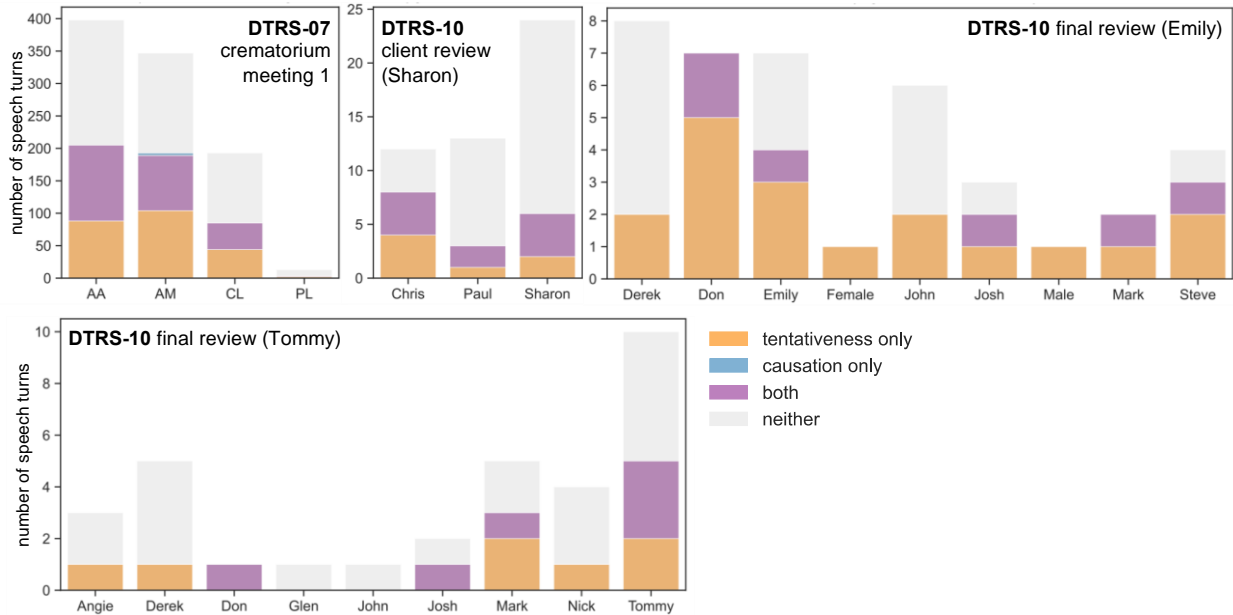 DTRS-07
crematorium
meeting 1
number of speech turns
400
350
300
250
200
150
100
50
0
AA AM CL PL
DTRS-10
client review
(Sharon)
25
20
15
10
5
0
Chris Paul Sharon
DTRS-10 final review (Emily)
8
7
6
5
4
3
2
1
0
Derek Don Emily Female John Josh Male Mark Steve
DTRS-10 final review (Tommy)
number of speech turns
10
8
6
4
2
0
Angie Derek Don Glen John Josh Mark Nick Tommy
tentativeness only
causation only
both
neither